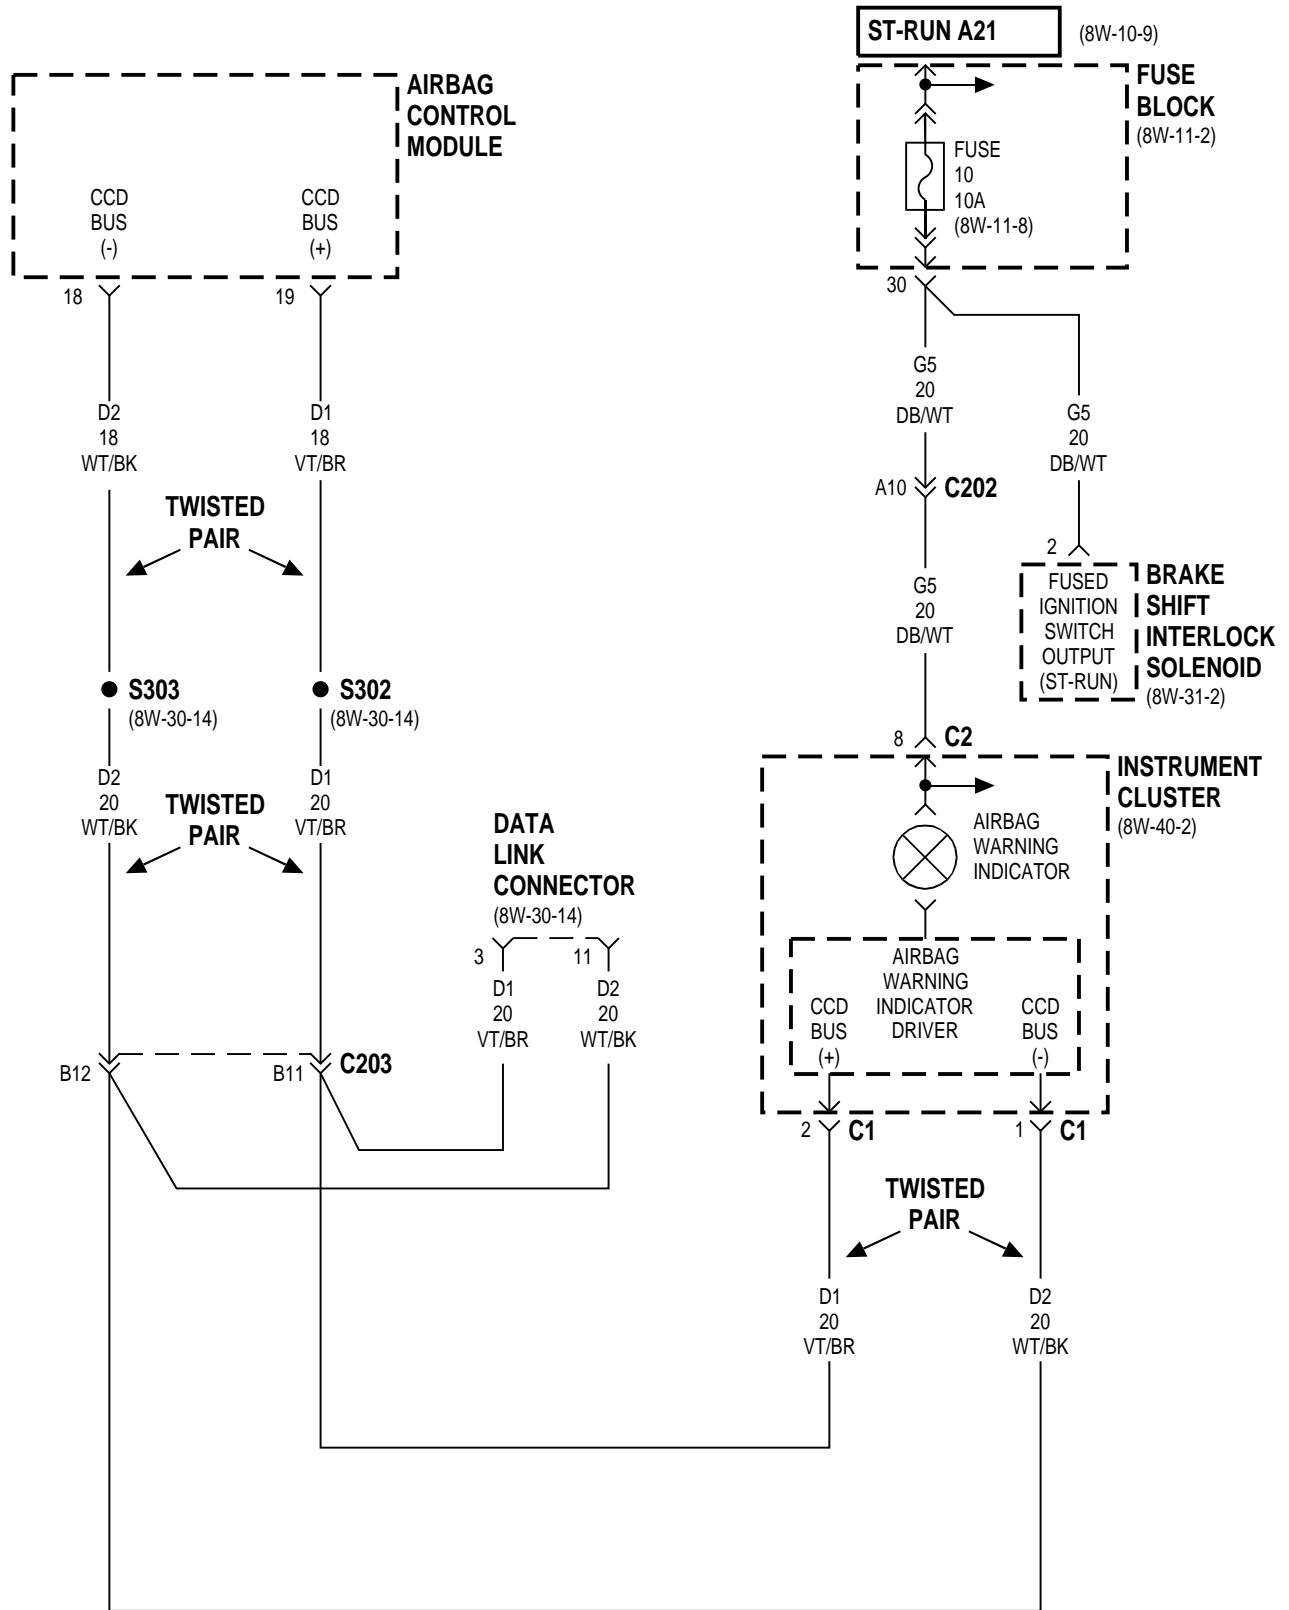 ST-RUN A21
(8W-10-9)
FUSE
BLOCK
(8W-11-2)
FUSE
10
10A
(8W-11-8)
30
AIRBAG
CONTROL
MODULE
CCD
BUS
(-)
CCD
BUS
(+)
18
19
D2
18
WT/BK
D1
18
VT/BR
TWISTED
PAIR
S303
(8W-30-14)
S302
(8W-30-14)
D2
20
WT/BK
TWISTED
PAIR
D1
20
VT/BR
DATA
LINK
CONNECTOR
(8W-30-14)
3
11
D1
20
VT/BR
D2
20
WT/BK
B12
B11
C203
G5
20
DB/WT
G5
20
DB/WT
A10
C202
G5
20
DB/WT
2
FUSED
IGNITION
SWITCH
OUTPUT
(ST-RUN)
BRAKE
SHIFT
INTERLOCK
SOLENOID
(8W-31-2)
8
C2
INSTRUMENT
CLUSTER
(8W-40-2)
AIRBAG
WARNING
INDICATOR
AIRBAG
WARNING
INDICATOR
DRIVER
CCD
BUS
(+)
CCD
BUS
(-)
2
C1
1
C1
TWISTED
PAIR
D1
20
VT/BR
D2
20
WT/BK